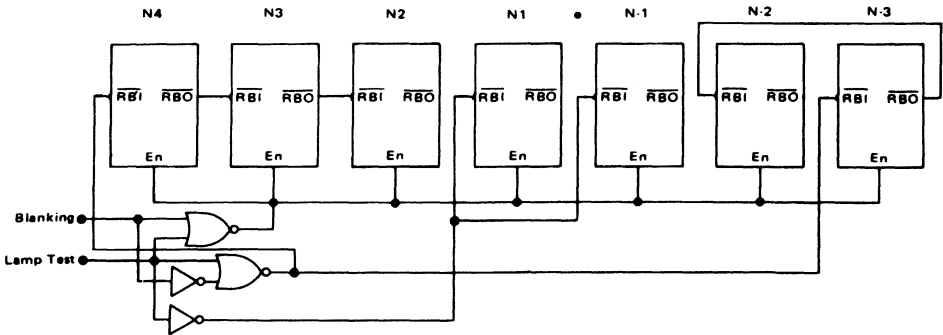 N4 N3 N2 N1 • N-1 N-2 N-3
RBI RBO RBI RBO RBI RBO RBI RBO RBI RBO RBI RBO RBI RBO
En En En En En En En
Blanking
Lamp Test